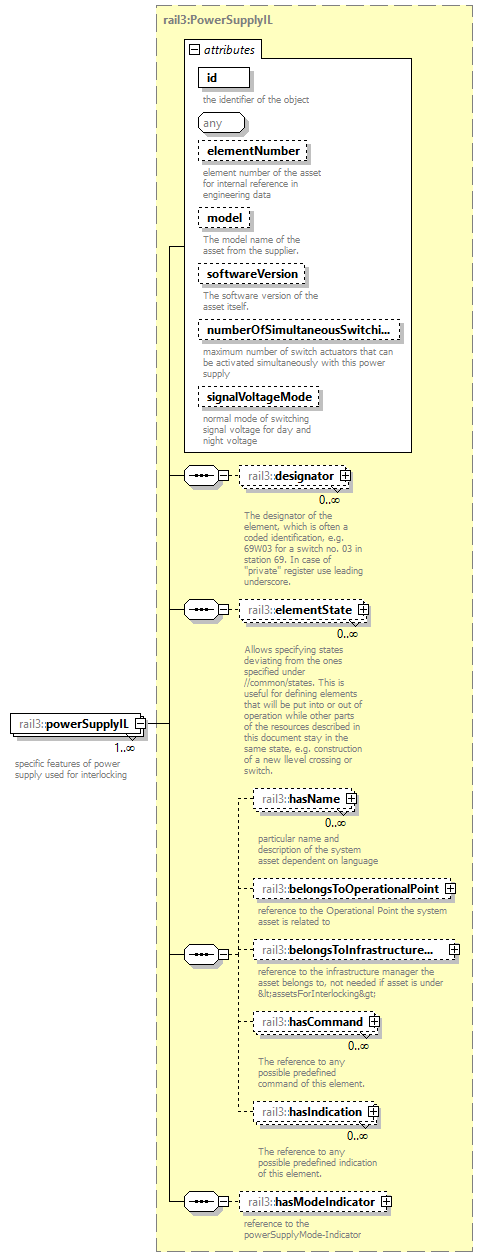 rail3:PowerSupplyIL
attributes
id
the identifier of the object
any
elementNumber
element number of the asset
for internal reference in
engineering data
model
The model name of the
asset from the supplier.
softwareVersion
The software version of the
asset itself.
numberOfSimultaneousSwitchi...
maximum number of switch actuators that can
be activated simultaneously with this power
supply
signalVoltageMode
normal mode of switching
signal voltage for day and
night voltage
rail3::designator
0..∞
The designator of the
element, which is often a
coded identification, e.g.
69W03 for a switch no. 03 in
station 69. In case of
"private" register use leading
underscore.
rail3::elementState
0..∞
Allows specifying states
deviating from the ones
specified under
//common/states. This is
useful for defining elements
that will be put into or out of
operation while other parts
of the resources described in
this document stay in the
same state, e.g. construction
of a new llevel crossing or
switch.
rail3::powerSupplyIL
1..∞
specific features of power
supply used for interlocking
rail3::hasName
0..∞
particular name and
description of the system
asset dependent on language
rail3::belongsToOperationalPoint
reference to the Operational Point the system
asset is related to
rail3::belongsToInfrastructure...
reference to the infrastructure manager the
asset belongs to, not needed if asset is under
&lt;assetsForInterlocking&gt;
rail3::hasCommand
0..∞
The reference to any
possible predefined
command of this element.
rail3::hasIndication
0..∞
The reference to any
possible predefined indication
of this element.
rail3::hasModeIndicator
reference to the
powerSupplyMode-Indicator